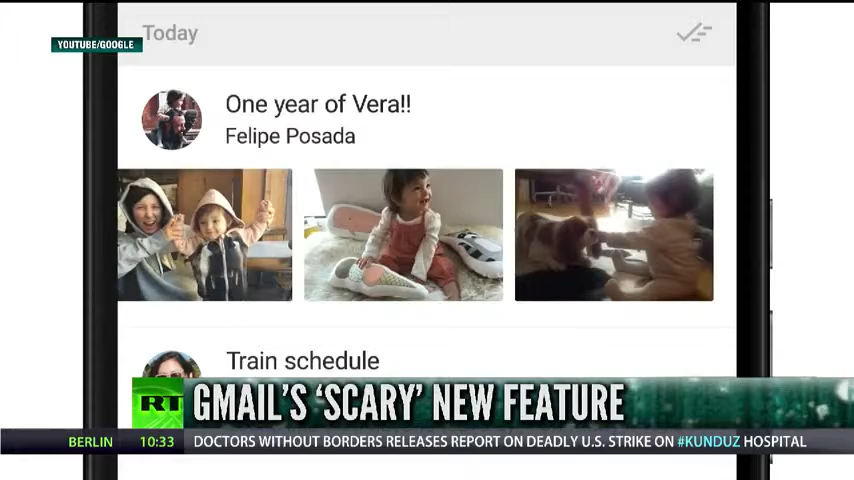 Today
YOUTUBE/GOOGLE
One year of Vera!!
Felipe Posada
Train schedule
RT
GMAIL'S 'SCARY' NEW FEATURE
BERLIN 10:33 DOCTORS WITHOUT BORDERS RELEASES REPORT ON DEADLY U.S. STRIKE ON #KUNDUZ HOSPITAL